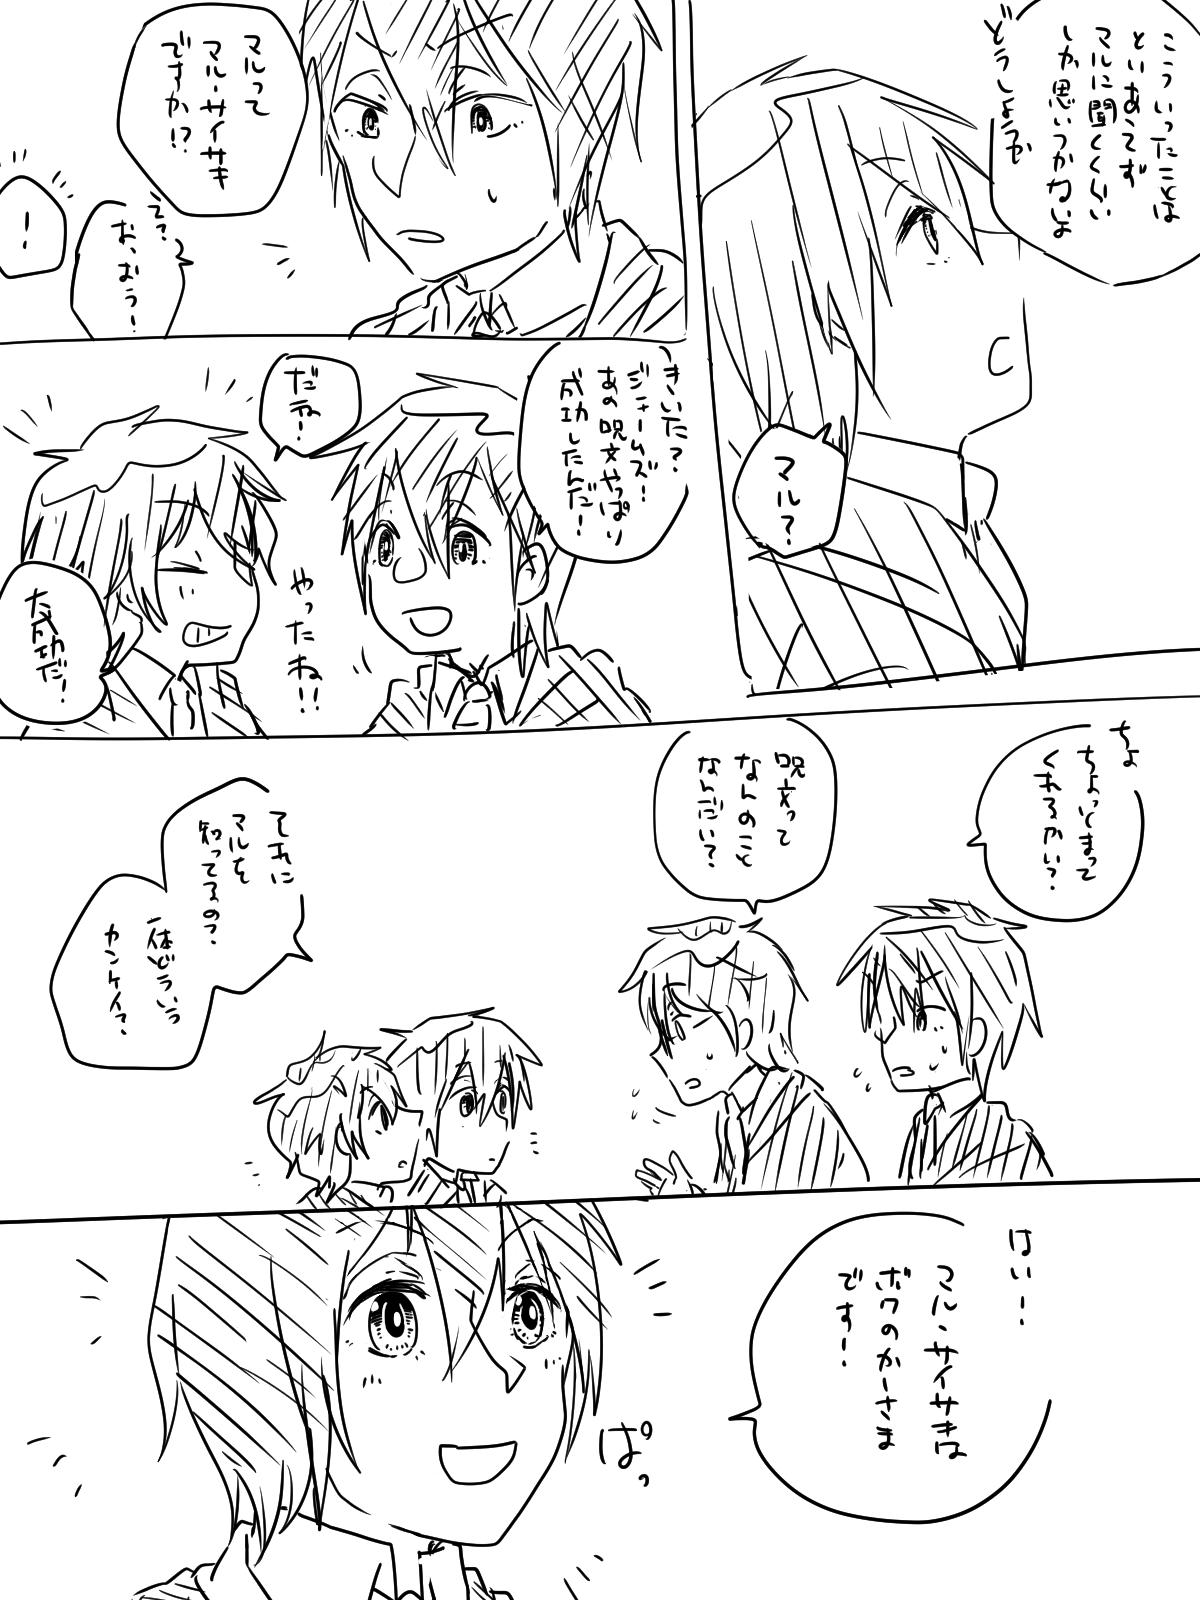 こういったことは
といあてず
マルに聞くくらい
しか思いつかないよ
どうしようか
マル?
マルって
マル・サイサキ
ですか!?
え?
お、おう…
!
きいた?
ジェームズ!
あの呪文やっぱり
成功したんだ!
だねー!
やったね!!
大成功だ!
ちょ
ちょっとまって
くれるかい?
呪文って
なんのこと
なんだい?
それに
マルを
知ってるの?
一体どういう
カンケイ?
はい!
マル・サイサキは
ボクのかーさま
です!
ぱっ